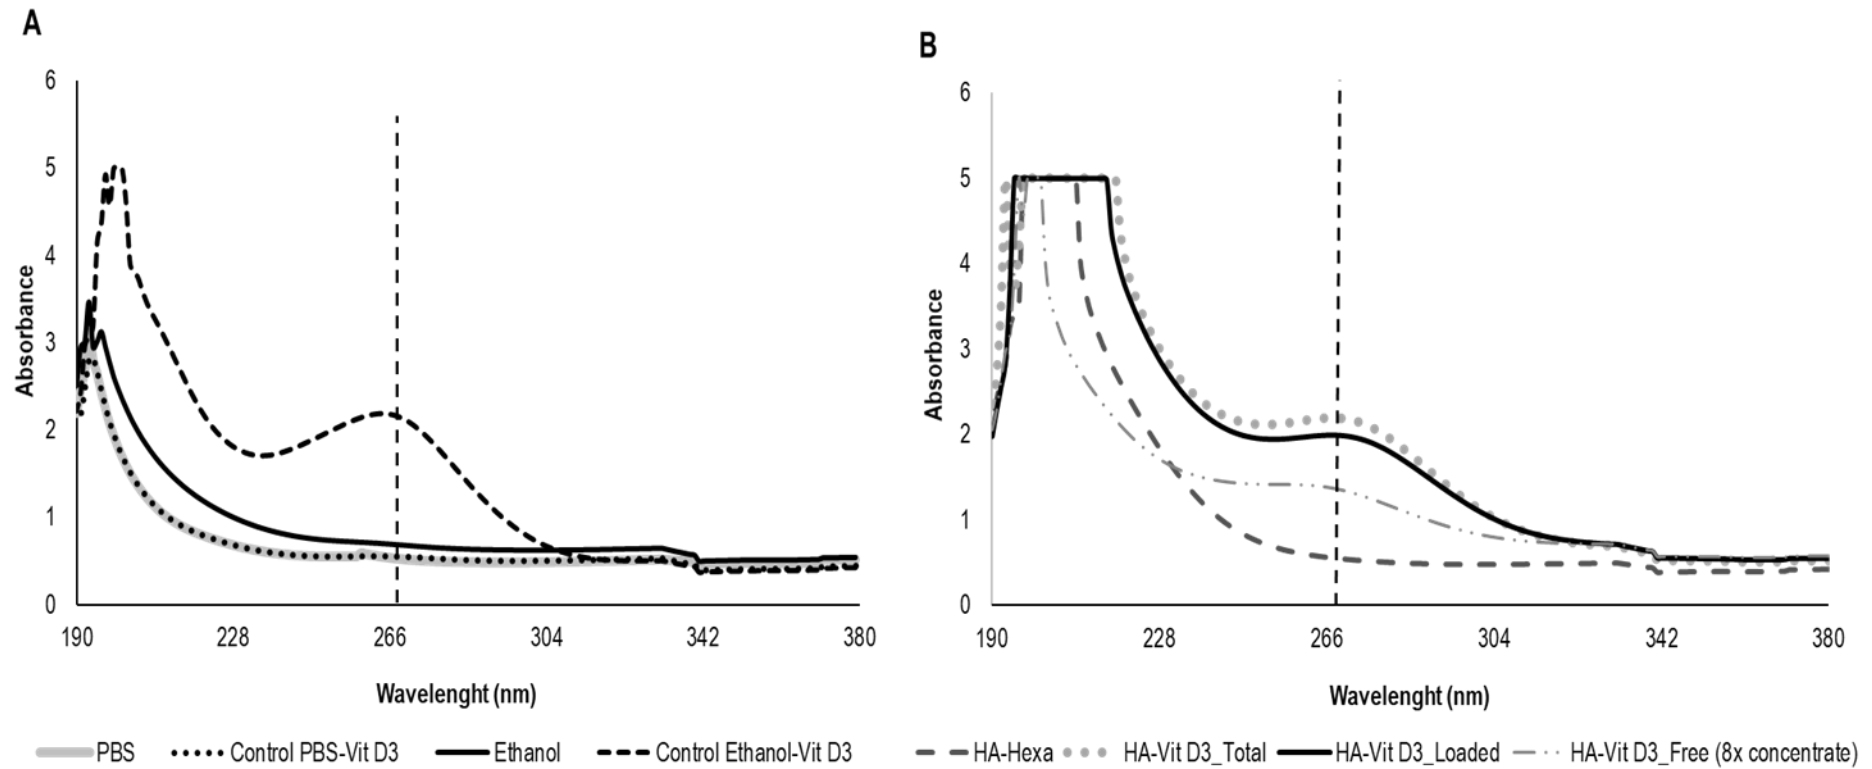 A
6
5
4
3
2
1
0
Absorbance
190 228 266 304 342 380
Wavelenght (nm)
PBS Control PBS-Vit D3 Ethanol Control Ethanol-Vit D3
B
6
5
4
3
2
1
0
Absorbance
190 228 266 304 342 380
Wavelenght (nm)
HA-Hexa HA-Vit D3_Total HA-Vit D3_Loaded HA-Vit D3_Free (8x concentrate)